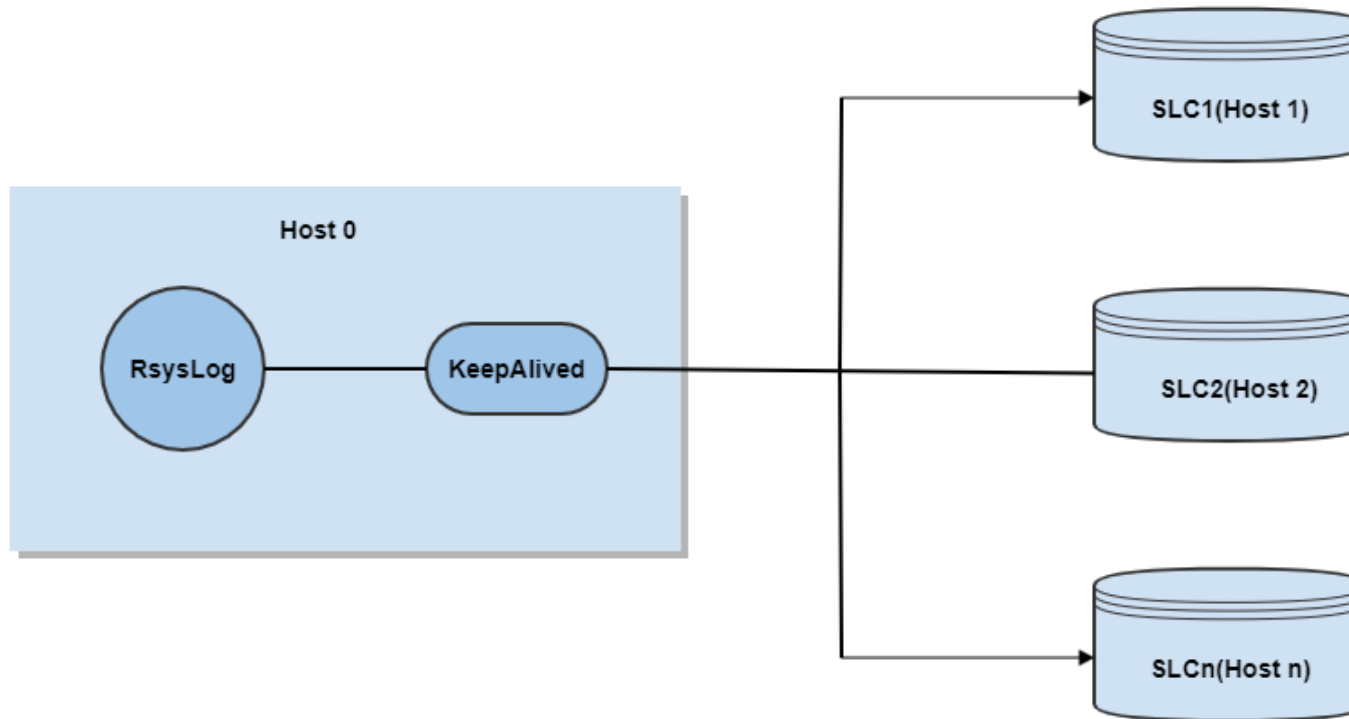 SLC1(Host 1)
Host 0
RsysLog
KeepAlived
SLC2(Host 2)
SLCn(Host n)